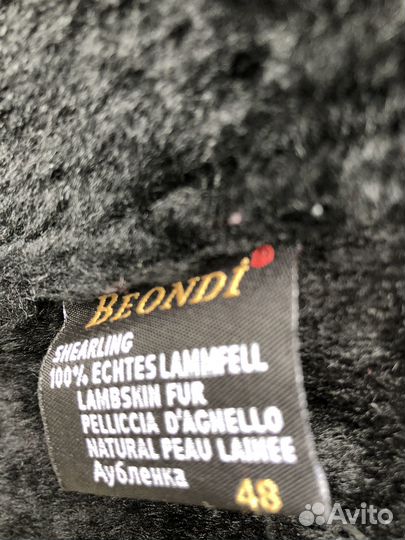 BEONDI
SHEARLING
100% ECHTES LAMMFELL
LAMBSKIN FUR
PELLICCIA D'AGNELLO
NATURAL PEAU LAINEE
Аубленка
48
Avito